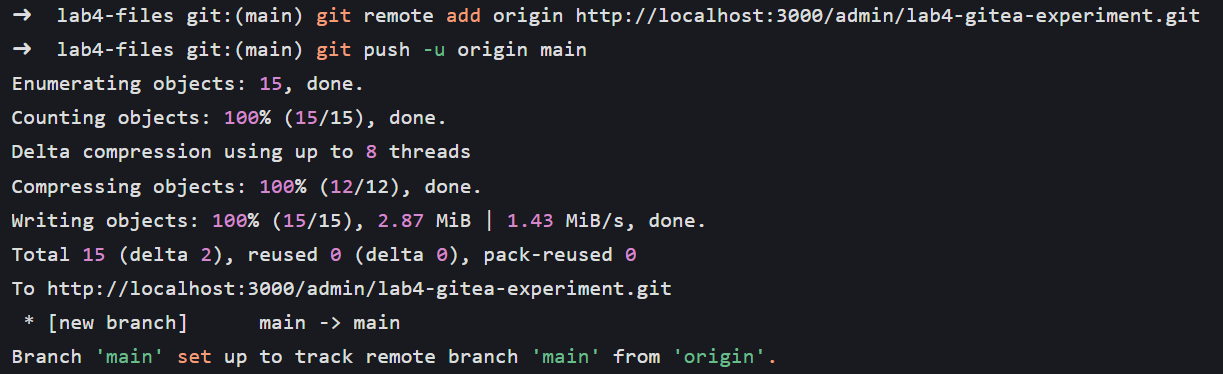 ➜ lab4-files git:(main) git remote add origin http://localhost:3000/admin/lab4-gitea-experiment.git
➜ lab4-files git:(main) git push -u origin main
Enumerating objects: 15, done.
Counting objects: 100% (15/15), done.
Delta compression using up to 8 threads
Compressing objects: 100% (12/12), done.
Writing objects: 100% (15/15), 2.87 MiB | 1.43 MiB/s, done.
Total 15 (delta 2), reused 0 (delta 0), pack-reused 0
To http://localhost:3000/admin/lab4-gitea-experiment.git
 * [new branch]      main -> main
Branch 'main' set up to track remote branch 'main' from 'origin'.